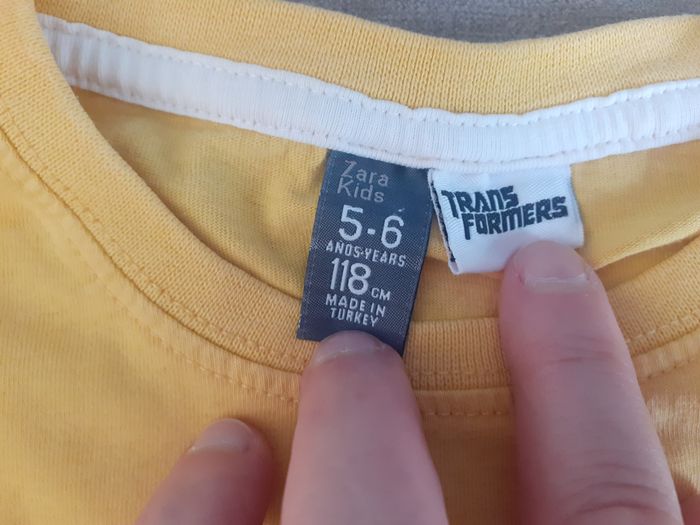 Zara
Kids
5-6
AÑOS-YEARS
118 CM
MADE IN
TURKEY
TRANS
FORMERS